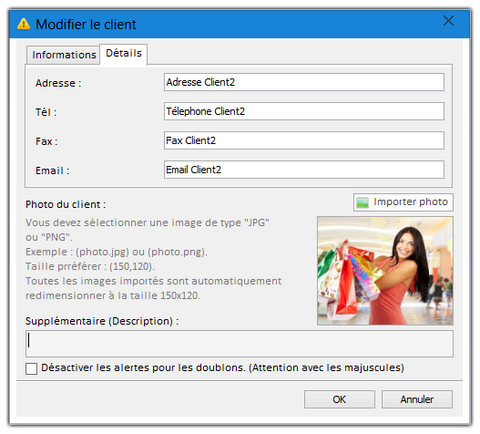 Modifier le client
Informations
Détails
Adresse :
Adresse Client2
Tél :
Télephone Client2
Fax :
Fax Client2
Email :
Email Client2
Photo du client :
Importer photo
Vous devez sélectionner une image de type "JPG"
ou "PNG".
Exemple : (photo.jpg) ou (photo.png).
Taille prréférer : (150,120).
Toutes les images importés sont automatiquement
redimensionner à la taille 150x120.
Supplémentaire (Description) :
Désactiver les alertes pour les doublons. (Attention avec les majuscules)
OK
Annuler